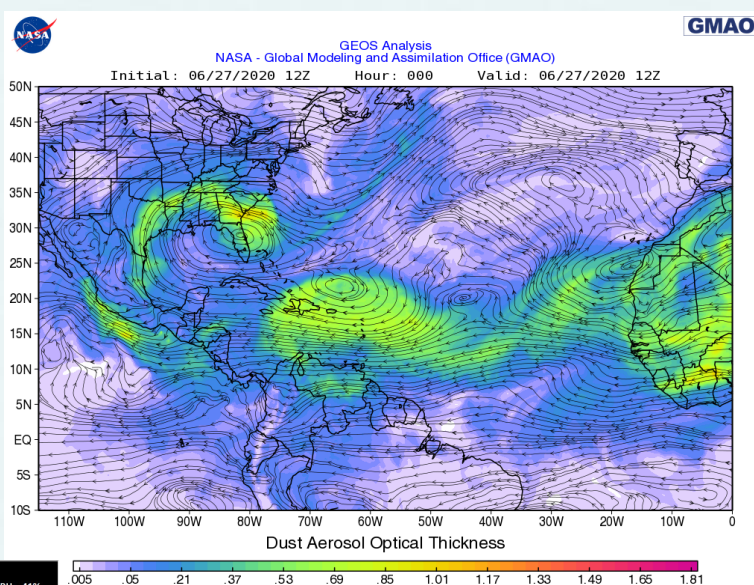 NASA
GMAO
GEOS Analysis
NASA - Global Modeling and Assimilation Office (GMAO)
Initial: 06/27/2020 12Z Hour: 000 Valid: 06/27/2020 12Z
50N
45N
40N
35N
30N
25N
20N
15N
10N
5N
EQ
5S
10S
110W 100W 90W 80W 70W 60W 50W 40W 30W 20W 10W 0
Dust Aerosol Optical Thickness
.005 .05 .21 .37 .53 .69 .85 1.01 1.17 1.33 1.49 1.65 1.81